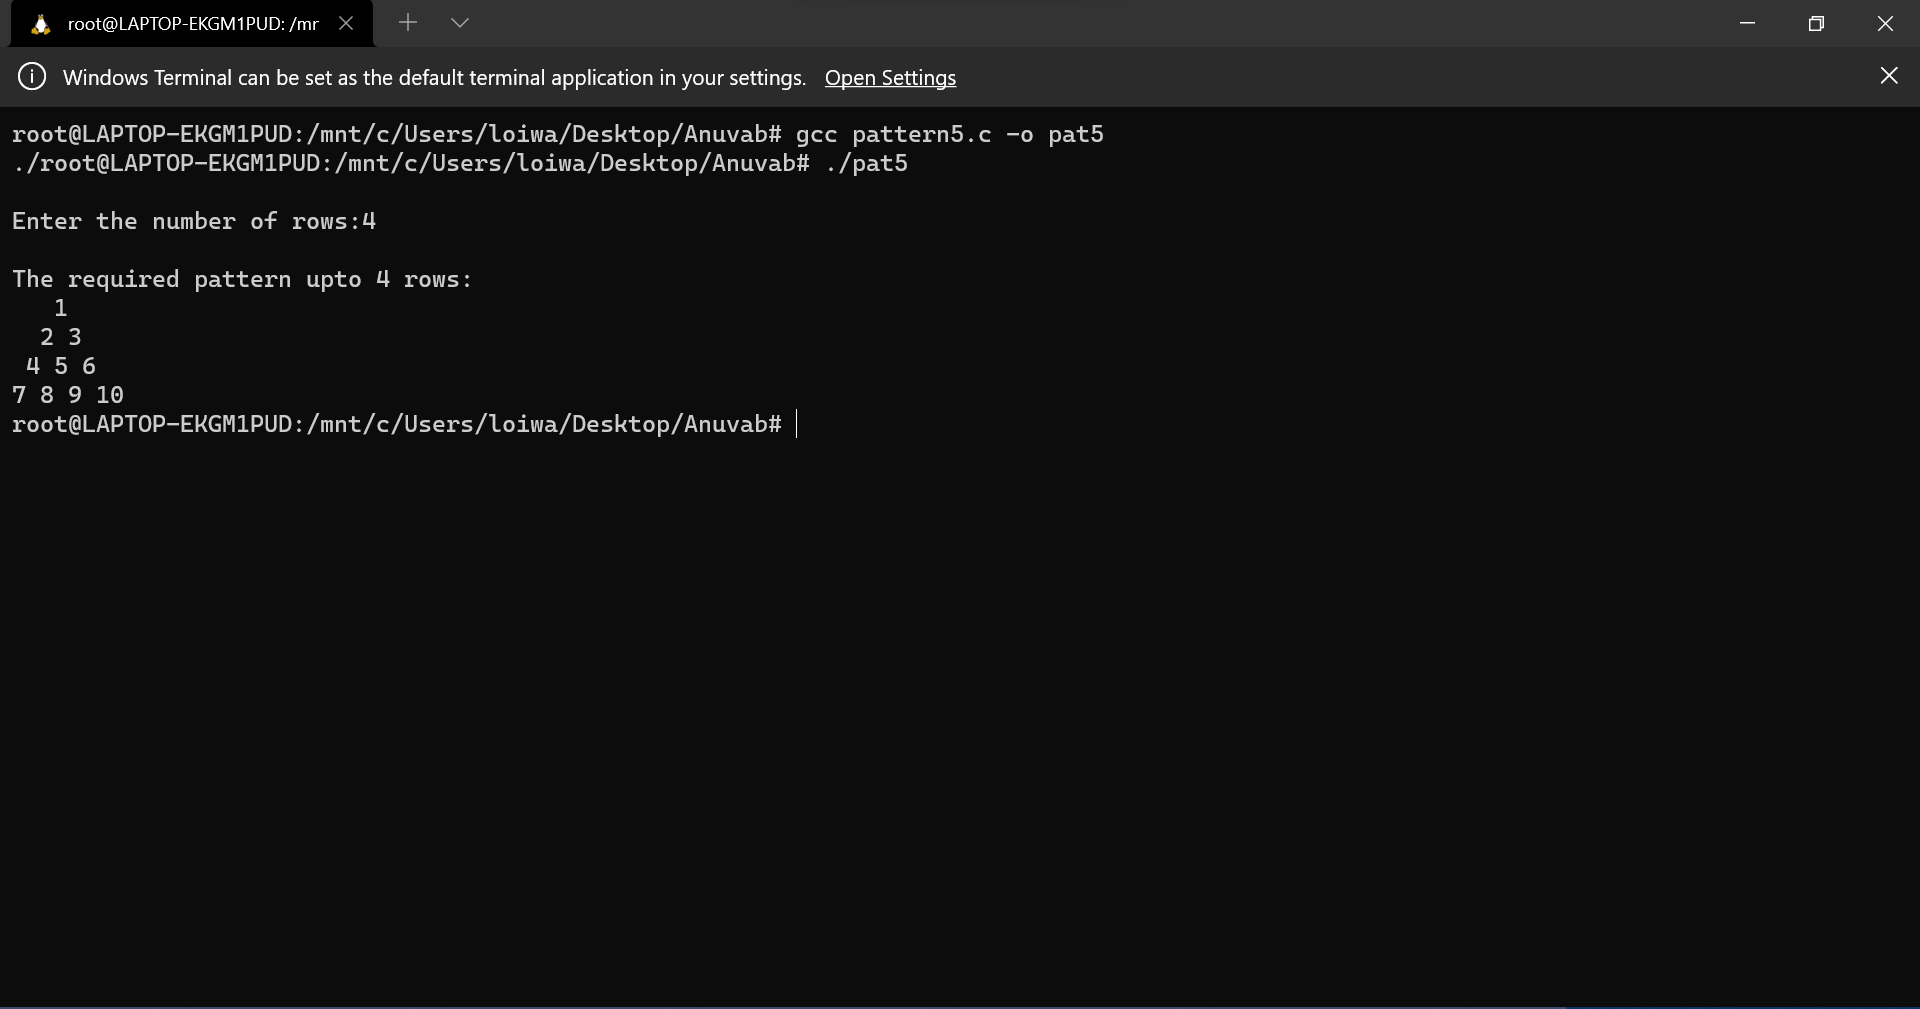 root@LAPTOP-EKGM1PUD: /mr
Windows Terminal can be set as the default terminal application in your settings. Open Settings
root@LAPTOP-EKGM1PUD:/mnt/c/Users/loiwa/Desktop/Anuvab# gcc pattern5.c -o pat5
./root@LAPTOP-EKGM1PUD:/mnt/c/Users/loiwa/Desktop/Anuvab# ./pat5
Enter the number of rows:4
The required pattern upto 4 rows:
   1
  2 3
 4 5 6
7 8 9 10
root@LAPTOP-EKGM1PUD:/mnt/c/Users/loiwa/Desktop/Anuvab#